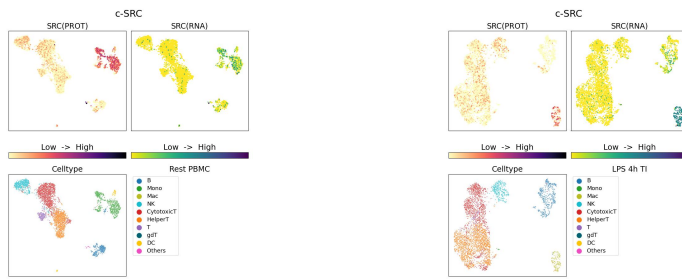 c-SRC
SRC(PROT) SRC(RNA)
Low -> High Low -> High
Celltype Rest PBMC
B
Mono
Mac
NK
CytotoxicT
HelperT
T
gdT
DC
Others
c-SRC
SRC(PROT) SRC(RNA)
Low -> High Low -> High
Celltype LPS 4h TI
B
Mono
Mac
NK
CytotoxicT
HelperT
T
gdT
DC
Others